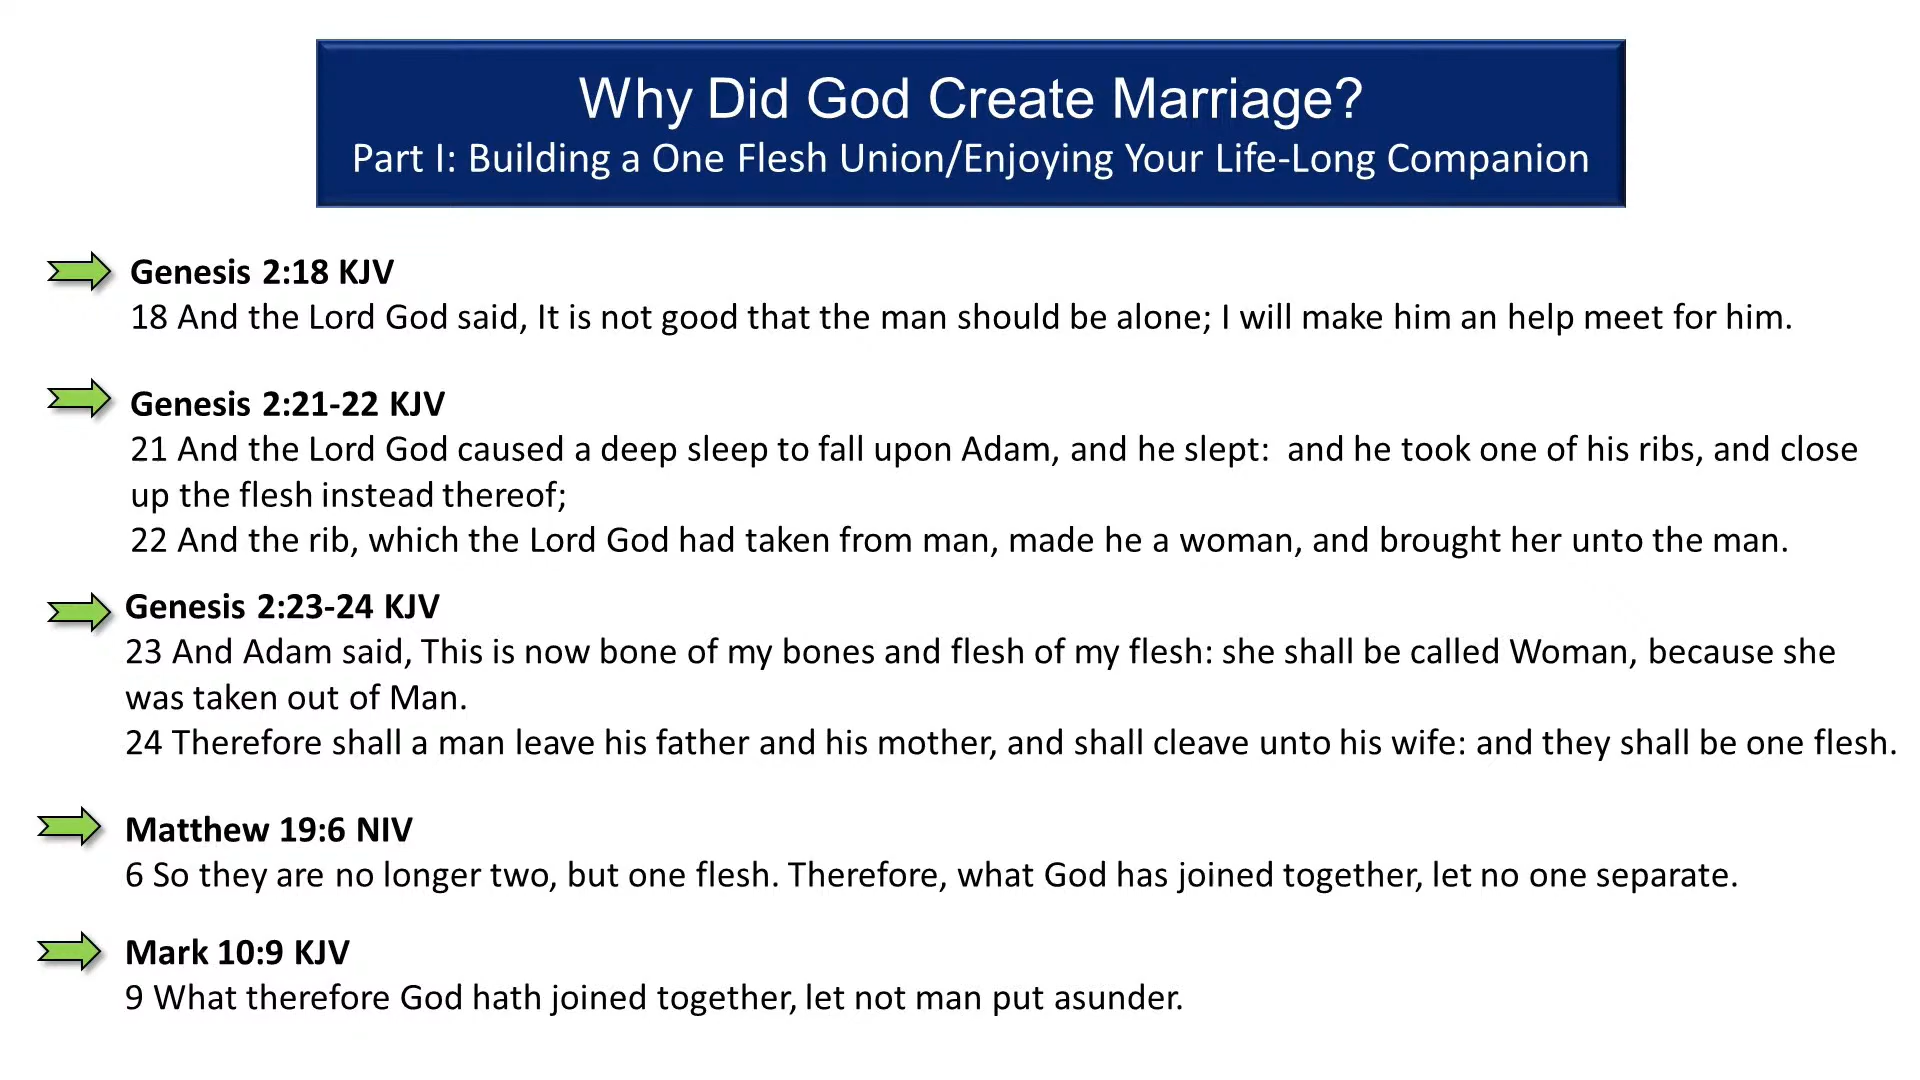 Why Did God Create Marriage?
Part I: Building a One Flesh Union/Enjoying Your Life-Long Companion
Genesis 2:18 KJV
18 And the Lord God said, It is not good that the man should be alone; I will make him an help meet for him.
Genesis 2:21-22 KJV
21 And the Lord God caused a deep sleep to fall upon Adam, and he slept:  and he took one of his ribs, and close
up the flesh instead thereof;
22 And the rib, which the Lord God had taken from man, made he a woman, and brought her unto the man.
Genesis 2:23-24 KJV
23 And Adam said, This is now bone of my bones and flesh of my flesh: she shall be called Woman, because she
was taken out of Man.
24 Therefore shall a man leave his father and his mother, and shall cleave unto his wife: and they shall be one flesh.
Matthew 19:6 NIV
6 So they are no longer two, but one flesh. Therefore, what God has joined together, let no one separate.
Mark 10:9 KJV
9 What therefore God hath joined together, let not man put asunder.